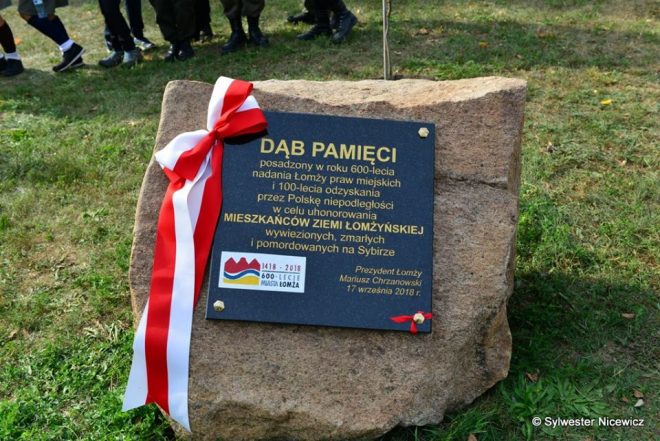 DĄB PAMIĘCI
posadzony w roku 600-lecia
nadania Łomży praw miejskich
i 100-lecia odzyskania
przez Polskę niepodległości
w celu uhonorowania
MIESZKAŃCÓW ZIEMI ŁOMŻYŃSKIEJ
wywiezionych, zmarłych
i pomordowanych na Sybirze
1418 - 2018
600-LECIE
MIASTA ŁOMŻA
Prezydent Łomży
Mariusz Chrzanowski
17 września 2018 r.
© Sylwester Nicewicz